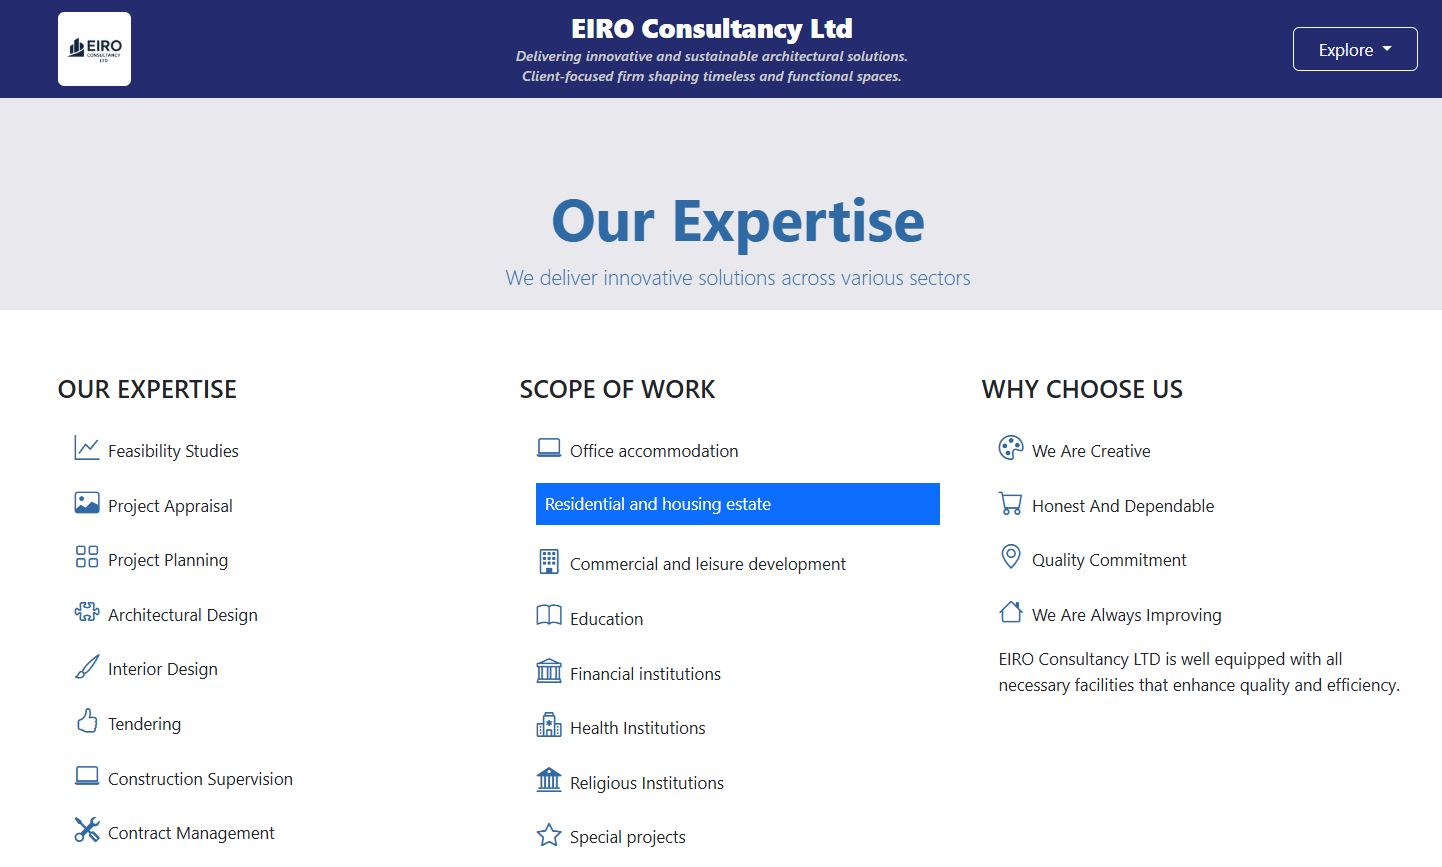 EIRO
CONSULTANCY
LTD
EIRO Consultancy Ltd
Delivering innovative and sustainable architectural solutions.
Client-focused firm shaping timeless and functional spaces.
Explore
Our Expertise
We deliver innovative solutions across various sectors
OUR EXPERTISE
Feasibility Studies
Project Appraisal
Project Planning
Architectural Design
Interior Design
Tendering
Construction Supervision
Contract Management
SCOPE OF WORK
Office accommodation
Residential and housing estate
Commercial and leisure development
Education
Financial institutions
Health Institutions
Religious Institutions
Special projects
WHY CHOOSE US
We Are Creative
Honest And Dependable
Quality Commitment
We Are Always Improving
EIRO Consultancy LTD is well equipped with all
necessary facilities that enhance quality and efficiency.